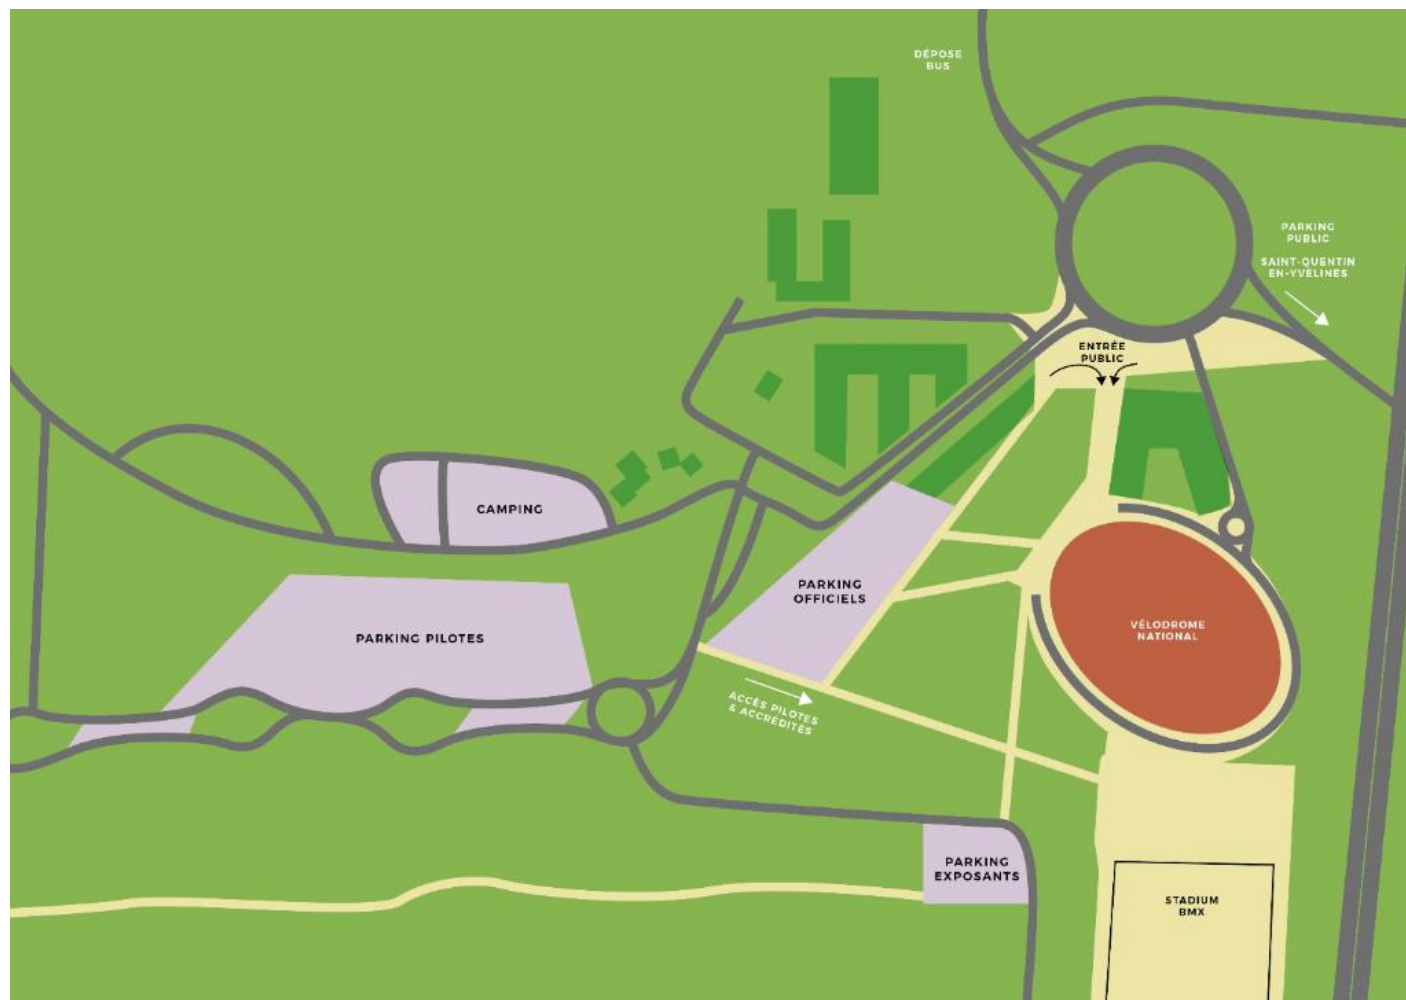 DÉPOSE
BUS
PARKING
PUBLIC
SAINT-QUENTIN
EN-YVELINES
ENTRÉE
PUBLIC
CAMPING
PARKING
OFFICIELS
PARKING PILOTES
VÉLODROME
NATIONAL
ACCÈS PILOTES
& ACCRÉDITÉS
PARKING
EXPOSANTS
STADIUM
BMX